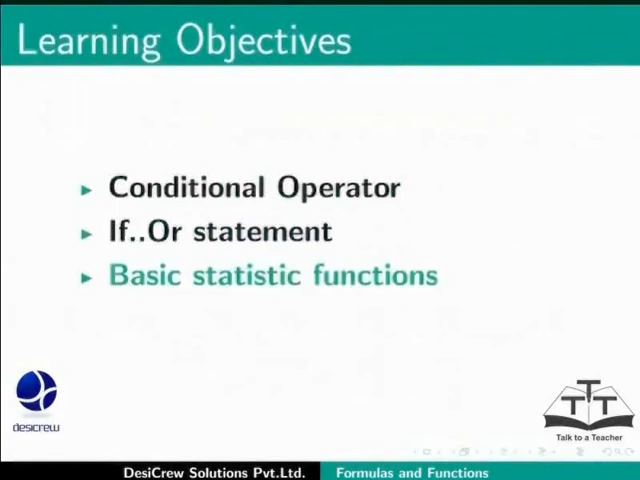 Learning Objectives
Conditional Operator
If..Or statement
Basic statistic functions
desicrew
T T T
Talk to a Teacher
DesiCrew Solutions Pvt.Ltd. Formulas and Functions